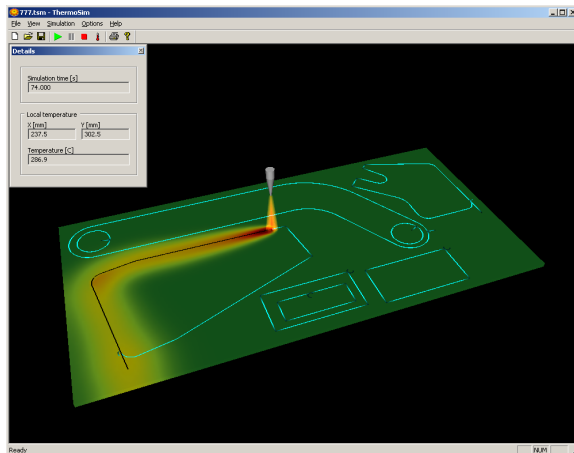 777.tsm - ThermoSim
File View Simulation Options Help
Details
Simulation time [s]
74.000
Local temperature
X [mm] Y [mm]
237.5 302.5
Temperature [C]
286.9
Ready NUM